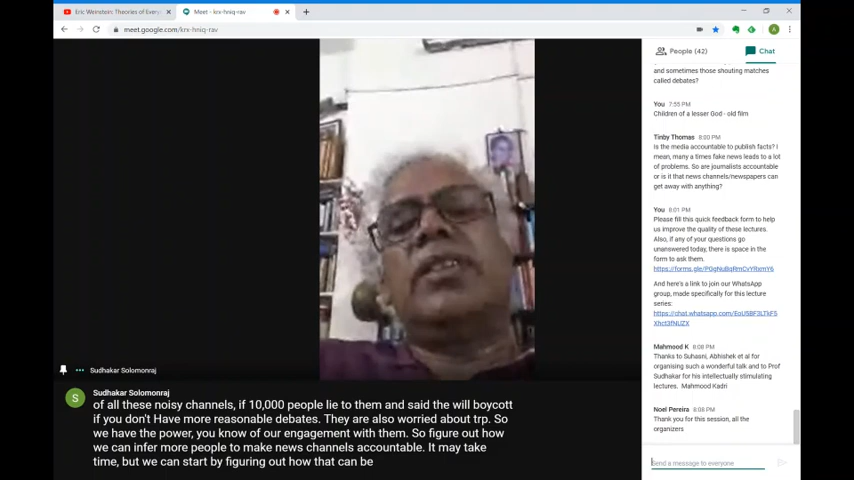 Eric Weinstein: Theories of Every
Meet - krx-hniq-rav
meet.google.com/krx-hniq-rav
A
People (42)
Chat
and sometimes those shouting matches
called debates?
You 7:55 PM
Children of a lesser God - old film
Tinby Thomas 8:00 PM
Is the media accountable to publish facts? I
mean, many a times fake news leads to a lot
of problems. So are journalists accountable
or is it that news channels/newspapers can
get away with anything?
You 8:01 PM
Please fill this quick feedback form to help
us improve the quality of these lectures.
Also, if any of your questions go
unanswered today, there is space in the
form to ask them.
And here's a link to join our WhatsApp
group, made specifically for this lecture
series:
Mahmood K 8:08 PM
Thanks to Suhasni, Abhishek et al for
organising such a wonderful talk and to Prof
Sudhakar for his intellectually stimulating
lectures. Mahmood Kadri
Noel Pereira 8:08 PM
Thank you for this session, all the
organizers
Send a message to everyone
Sudhakar Solomonraj
S
Sudhakar Solomonraj
of all these noisy channels, if 10,000 people lie to them and said the will boycott
if you don't Have more reasonable debates. They are also worried about trp. So
we have the power, you know of our engagement with them. So figure out how
we can infer more people to make news channels accountable. It may take
time, but we can start by figuring out how that can be